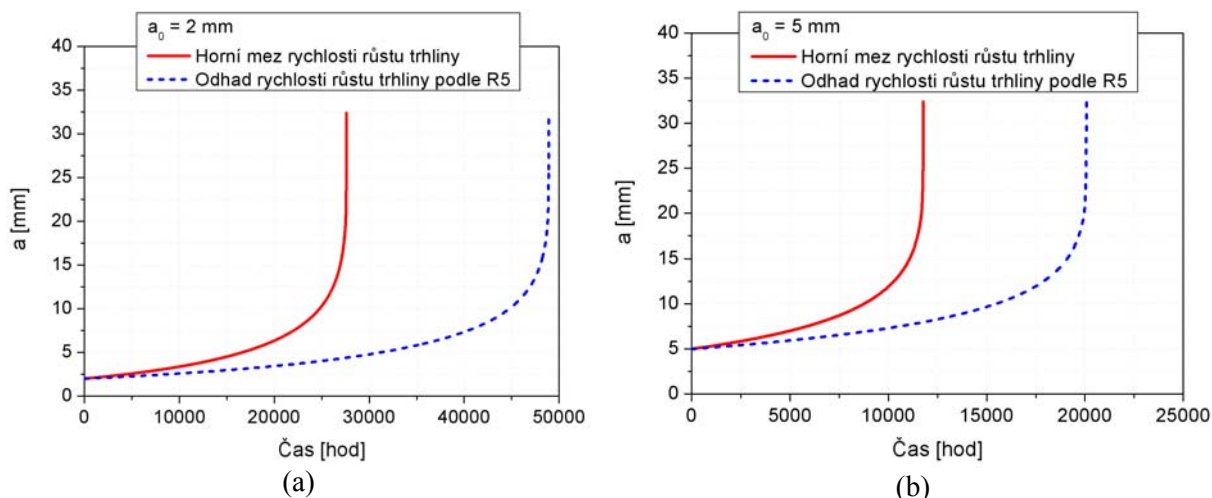 a0 = 2 mm
Horní mez rychlosti růstu trhliny
Odhad rychlosti růstu trhliny podle R5
40
35
30
25
20
15
10
5
0
a [mm]
0 10000 20000 30000 40000 50000
Čas [hod]
(a)
a0 = 5 mm
Horní mez rychlosti růstu trhliny
Odhad rychlosti růstu trhliny podle R5
40
35
30
25
20
15
10
5
0
a [mm]
0 5000 10000 15000 20000 25000
Čas [hod]
(b)